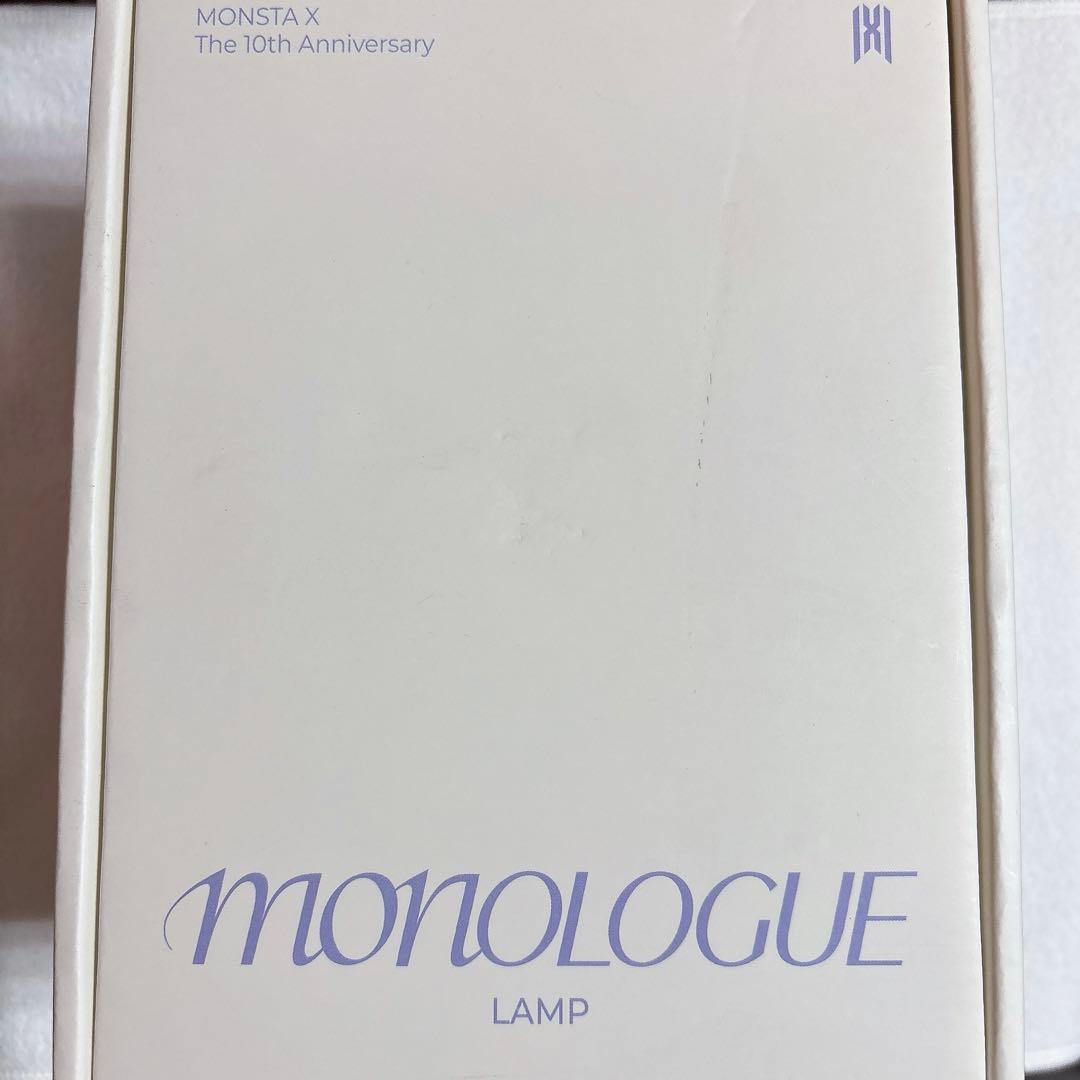 MONSTA X
The 10th Anniversary
MONOLOGUE
LAMP